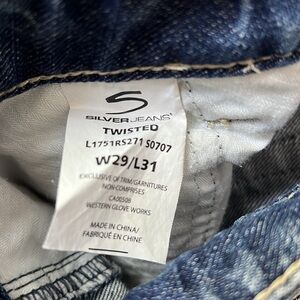 S
SILVERJEANS
TWISTED
L1751RS271 S0707
W29/L31
EXCLUSIVE OF TRIM/GARNITURES
NON-COMPRISES
CA00506
WESTERN GLOVE WORKS
MADE IN CHINA/
FABRIQUÉ EN CHINE